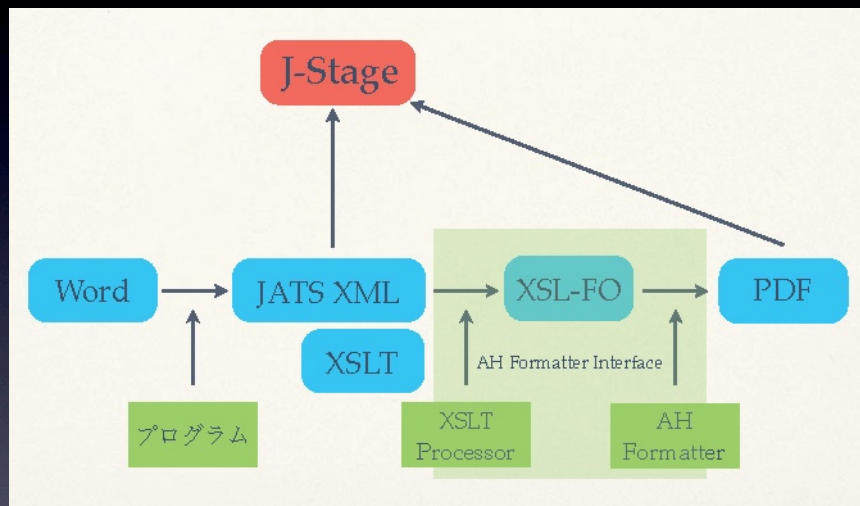 J-Stage
Word
JATS XML
XSL-FO
PDF
XSLT
AH Formatter Interface
プログラム
XSLT
Processor
AH
Formatter